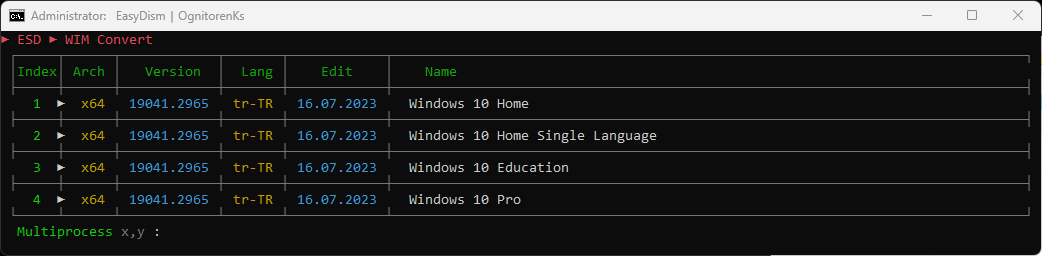 Administrator: EasyDism | OgnitorenKs
► ESD ► WIM Convert
Index Arch Version Lang Edit Name
1 ► x64 19041.2965 tr-TR 16.07.2023 Windows 10 Home
2 ► x64 19041.2965 tr-TR 16.07.2023 Windows 10 Home Single Language
3 ► x64 19041.2965 tr-TR 16.07.2023 Windows 10 Education
4 ► x64 19041.2965 tr-TR 16.07.2023 Windows 10 Pro
Multiprocess x,y :